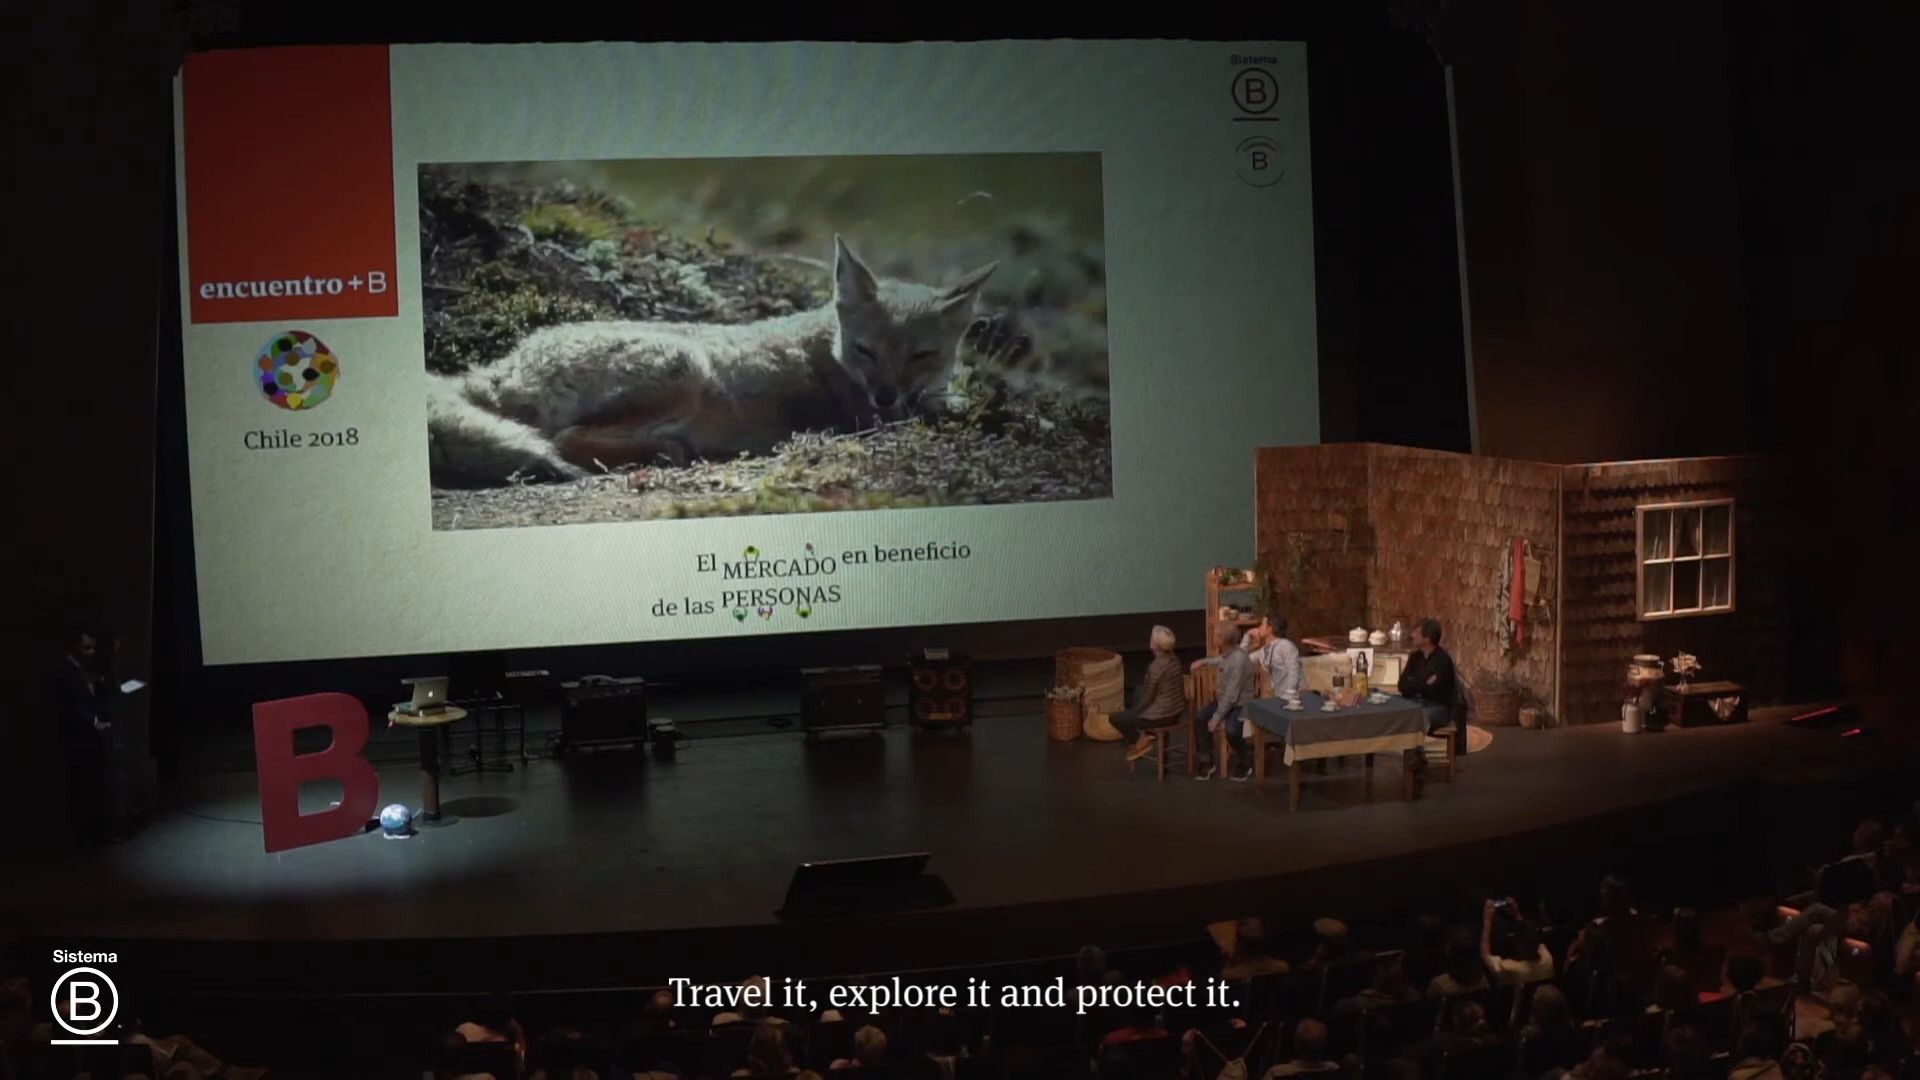 Sistema
B
B
encuentro+B
Chile 2018
El MERCADO en beneficio
de las PERSONAS
B
Sistema
B
Travel it, explore it and protect it.